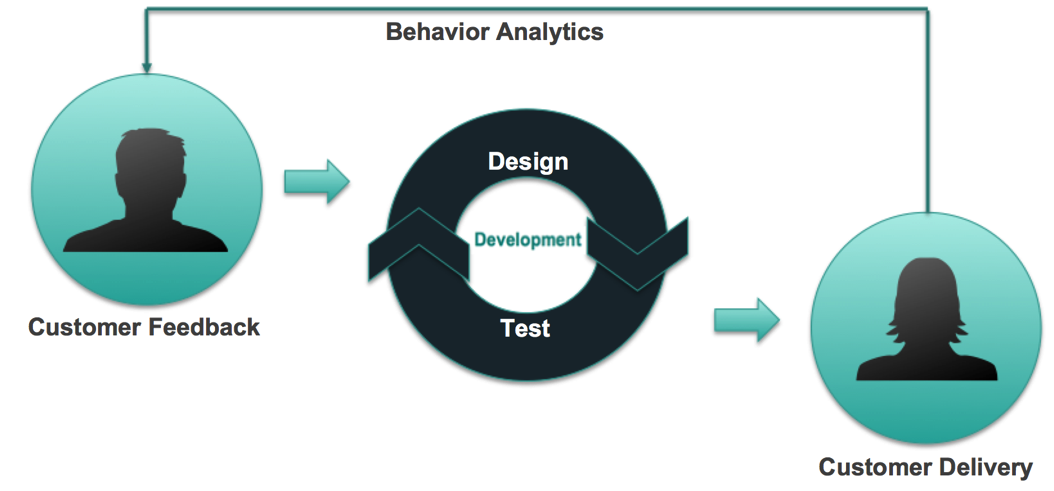 Behavior Analytics
Design
Development
Test
Customer Feedback
Customer Delivery